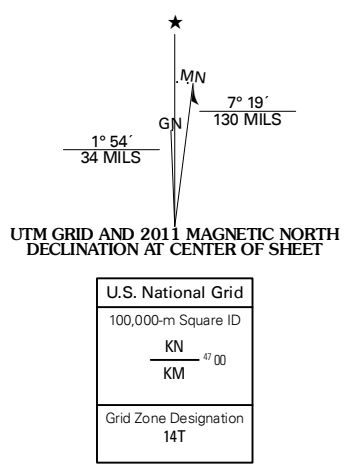 ★
MN
GN
7° 19´
130 MILS
1° 54´
34 MILS
UTM GRID AND 2011 MAGNETIC NORTH
DECLINATION AT CENTER OF SHEET
U.S. National Grid
100,000-m Square ID
KN
47 00
KM
Grid Zone Designation
14T